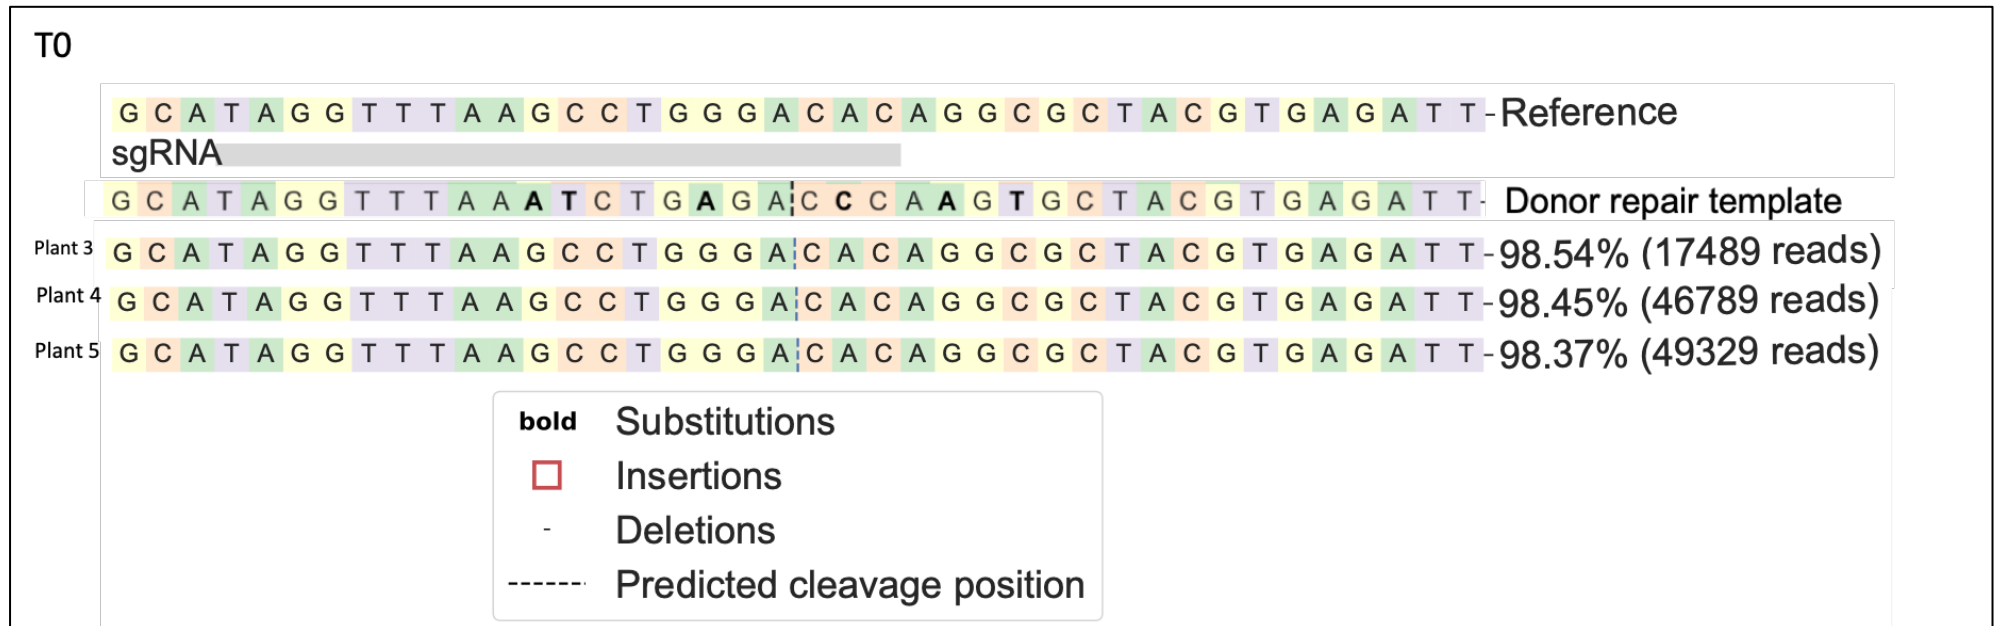 T0
G C A T A G G T T T A A G C C T G G G A C A C A G G C G C T A C G T G A G A T T - Reference
sgRNA
G C A T A G G T T T A A A T C T G A G A C C C A A G T G C T A C G T G A G A T T - Donor repair template
Plant 3 G C A T A G G T T T A A G C C T G G G A C A C A G G C G C T A C G T G A G A T T - 98.54% (17489 reads)
Plant 4 G C A T A G G T T T A A G C C T G G G A C A C A G G C G C T A C G T G A G A T T - 98.45% (46789 reads)
Plant 5 G C A T A G G T T T A A G C C T G G G A C A C A G G C G C T A C G T G A G A T T - 98.37% (49329 reads)
bold Substitutions
Insertions
- Deletions
Predicted cleavage position